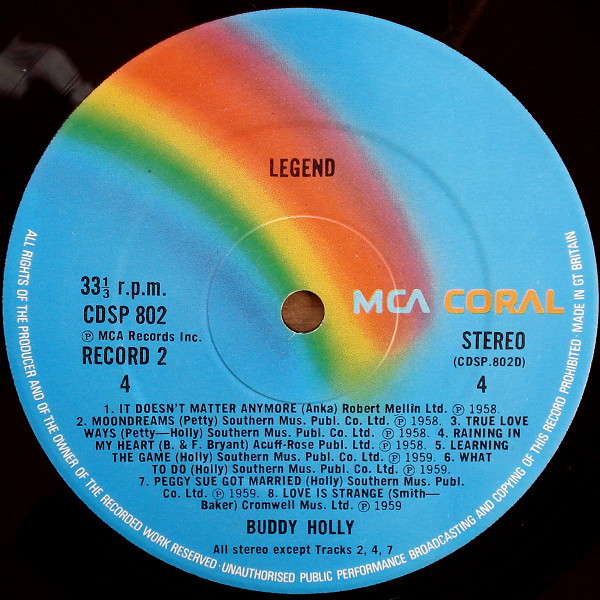 LEGEND
33⅓ r.p.m.
CDSP 802
Ⓟ MCA Records Inc.
RECORD 2
4
MCA CORAL
STEREO
(CDSP.802D)
4
1. IT DOESN'T MATTER ANYMORE (Anka) Robert Mellin Ltd. Ⓟ 1958.
2. MOONDREAMS (Petty) Southern Mus. Publ. Co. Ltd. Ⓟ 1958. 3. TRUE LOVE
WAYS (Petty—Holly) Southern Mus. Publ. Co. Ltd. Ⓟ 1958. 4. RAINING IN
MY HEART (B. & F. Bryant) Acuff-Rose Publ. Ltd. Ⓟ 1958. 5. LEARNING
THE GAME (Holly) Southern Mus. Publ. Co. Ltd. Ⓟ 1959. 6. WHAT
TO DO (Holly) Southern Mus. Publ. Co. Ltd. Ⓟ 1959.
7. PEGGY SUE GOT MARRIED (Holly) Southern Mus. Publ.
Co. Ltd. Ⓟ 1959. 8. LOVE IS STRANGE (Smith—
Baker) Cromwell Mus. Ltd. Ⓟ 1959
BUDDY HOLLY
All stereo except Tracks 2, 4, 7
ALL RIGHTS OF THE PRODUCER AND OF THE OWNER OF THE RECORDED WORK RESERVED · UNAUTHORISED PUBLIC PERFORMANCE BROADCASTING AND COPYING OF THIS RECORD PROHIBITED · MADE IN GT BRITAIN